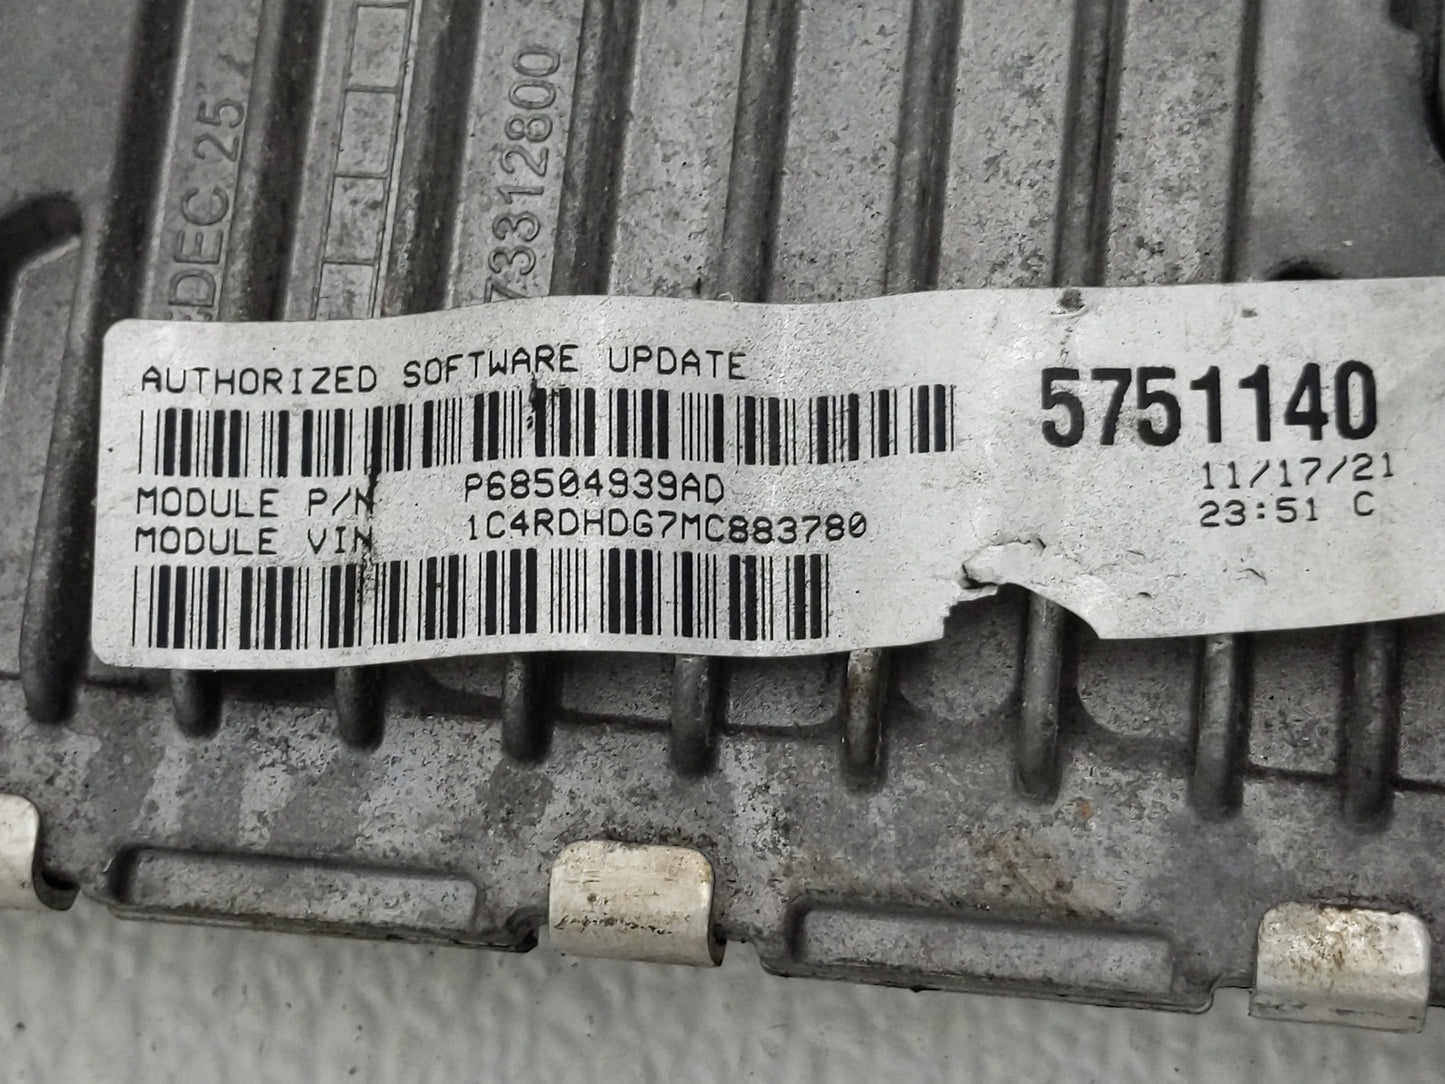 DEC 25
73312800
AUTHORIZED SOFTWARE UPDATE
MODULE P/N P68504939AD
MODULE VIN 1C4RDHDG7MC883780
5751140
11/17/21
23:51 C